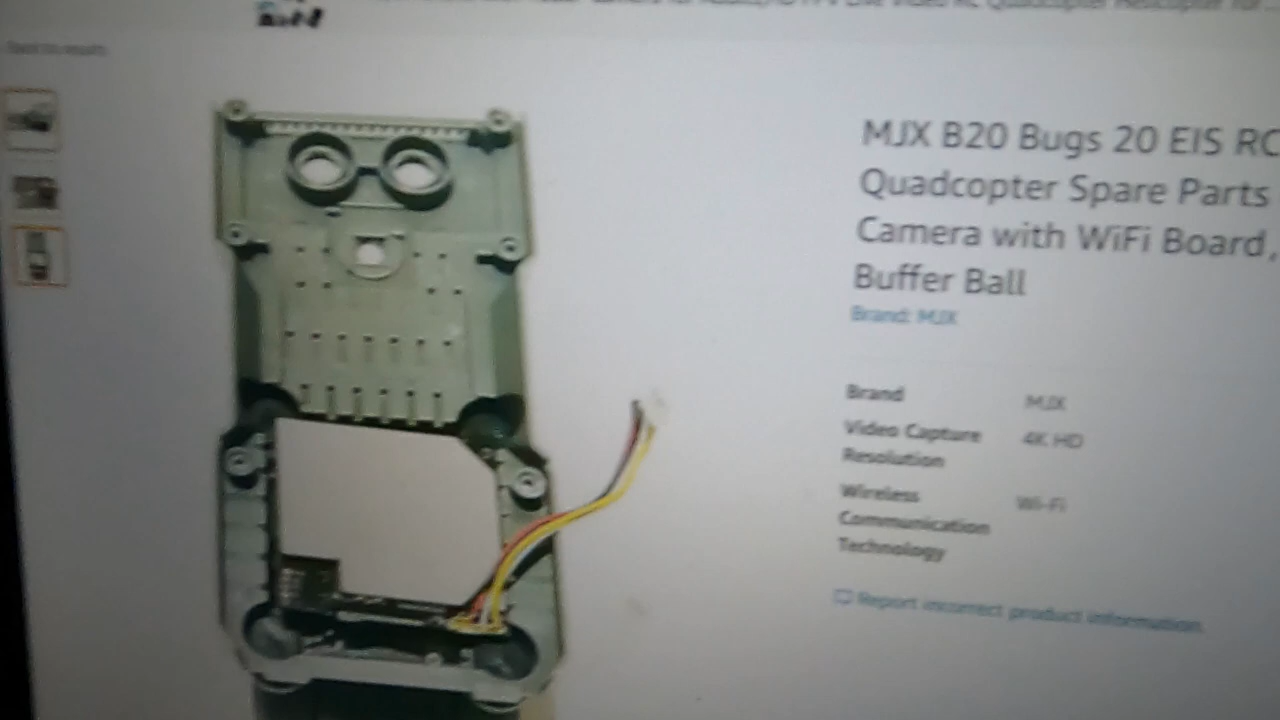 MJX B20 Bugs 20 EIS RC
Quadcopter Spare Parts
Camera with WiFi Board,
Buffer Ball
Brand: MJX
Brand MJX
Video Capture 4K HD
Resolution
Wireless Wi-Fi
Communication
Technology
Report incorrect product information